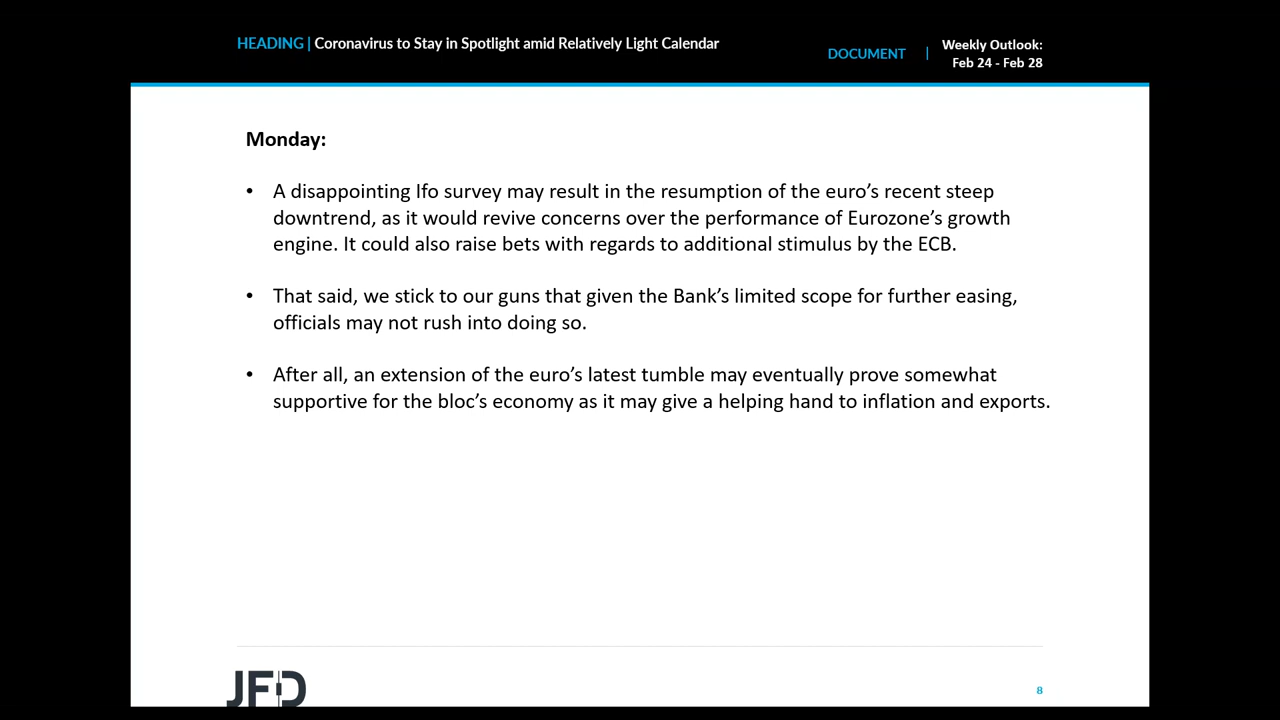 HEADING | Coronavirus to Stay in Spotlight amid Relatively Light Calendar
DOCUMENT | Weekly Outlook:
Feb 24 - Feb 28
Monday:
• A disappointing Ifo survey may result in the resumption of the euro’s recent steep
downtrend, as it would revive concerns over the performance of Eurozone’s growth
engine. It could also raise bets with regards to additional stimulus by the ECB.
• That said, we stick to our guns that given the Bank’s limited scope for further easing,
officials may not rush into doing so.
• After all, an extension of the euro’s latest tumble may eventually prove somewhat
supportive for the bloc’s economy as it may give a helping hand to inflation and exports.
JFD
8